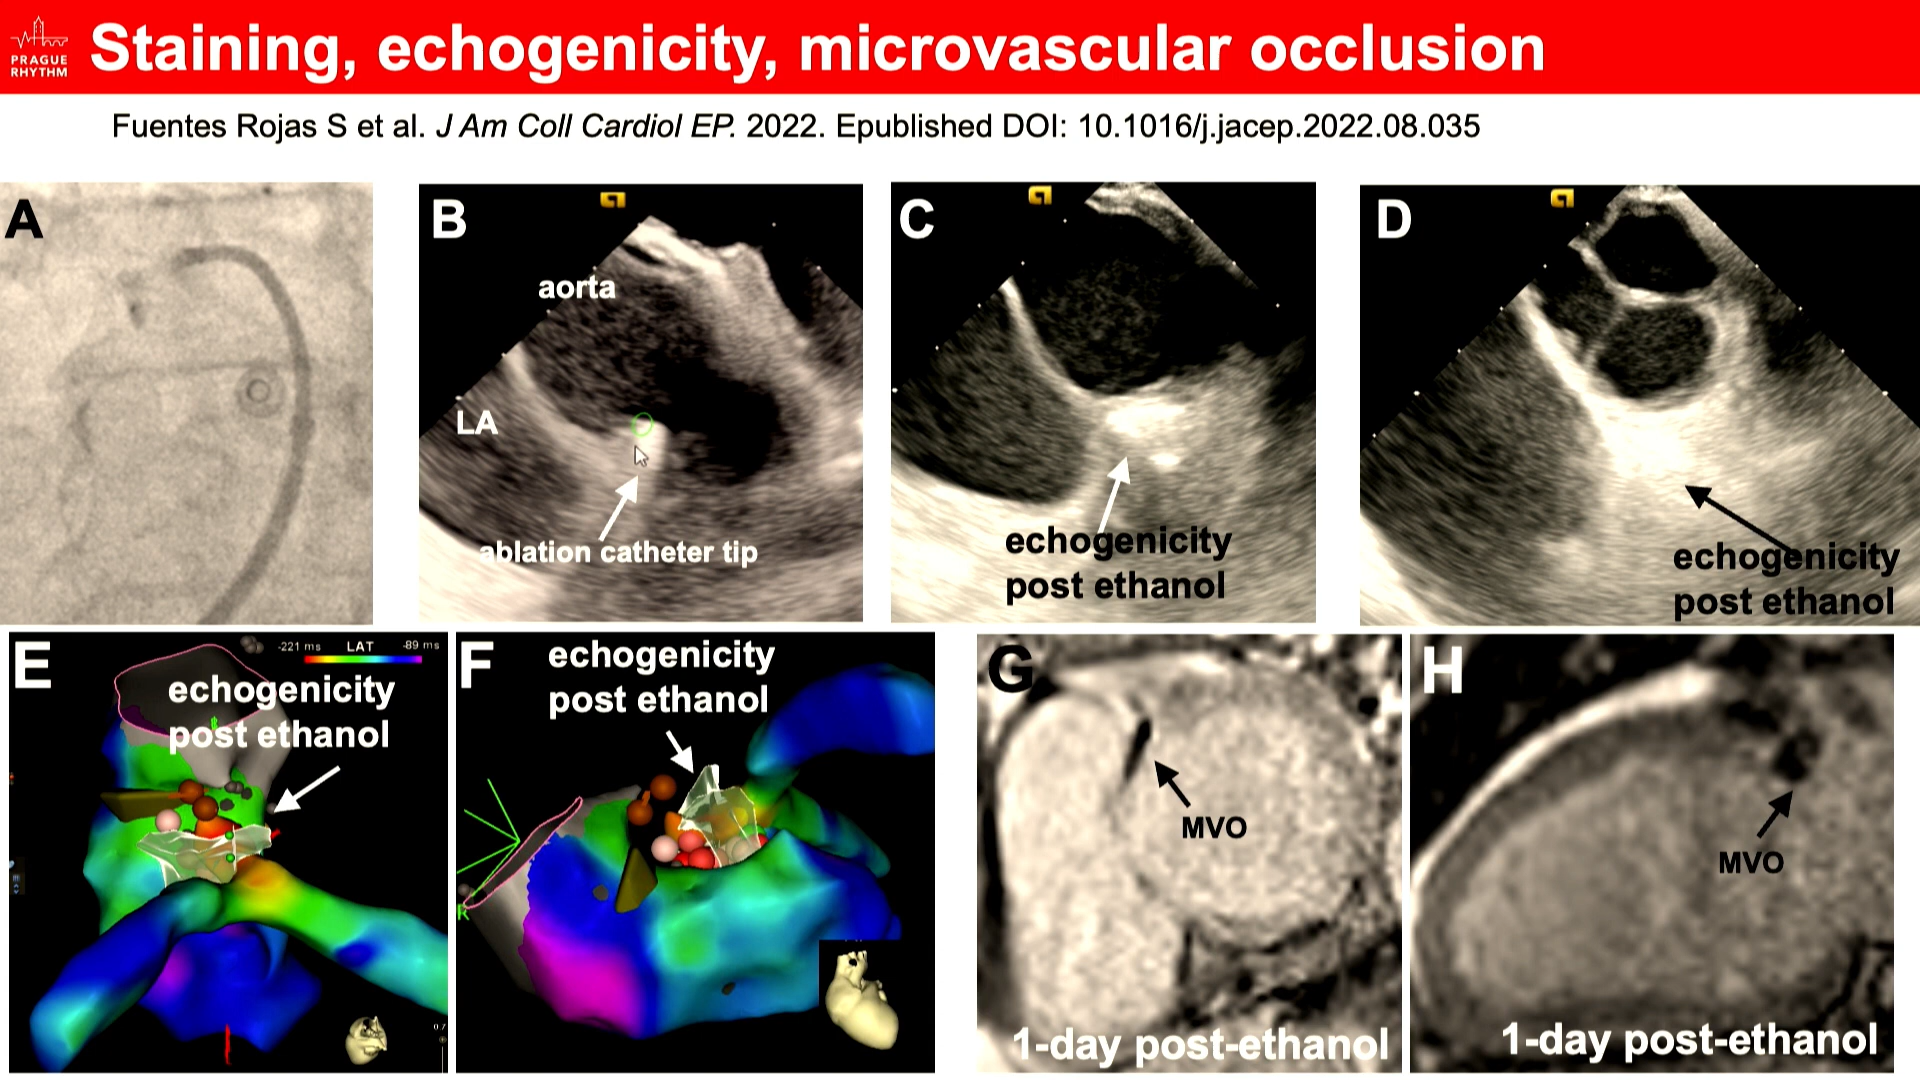 PRAGUE
RHYTHM
Staining, echogenicity, microvascular occlusion
Fuentes Rojas S et al. J Am Coll Cardiol EP. 2022. Epublished DOI: 10.1016/j.jacep.2022.08.035
A
B
aorta
LA
ablation catheter tip
C
echogenicity
post ethanol
D
echogenicity
post ethanol
E
-221 ms LAT -89 ms
echogenicity
post ethanol
0.7
F
echogenicity
post ethanol
R
G
MVO
1-day post-ethanol
H
MVO
1-day post-ethanol